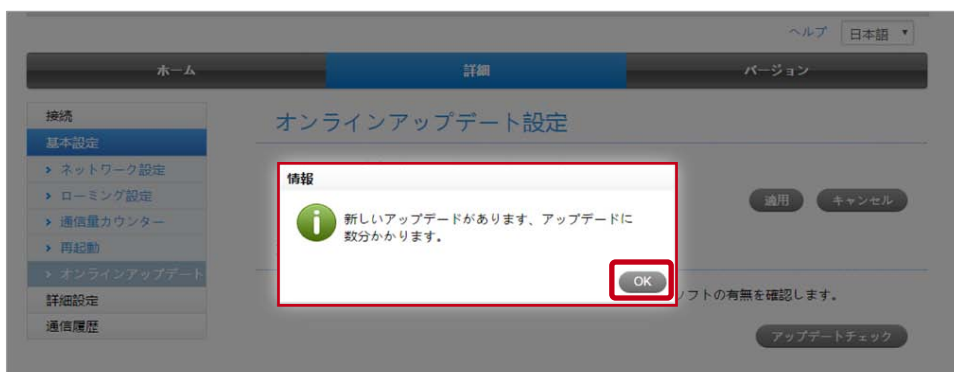 ヘルプ 日本語
ホーム 詳細 バージョン
接続
基本設定
ネットワーク設定
ローミング設定
通信量カウンター
再起動
オンラインアップデート
詳細設定
通信履歴
オンラインアップデート設定
適用 キャンセル
情報
新しいアップデードがあります、アップデードに
数分かかります。
OK
ソフトの有無を確認します。
アップデートチェック